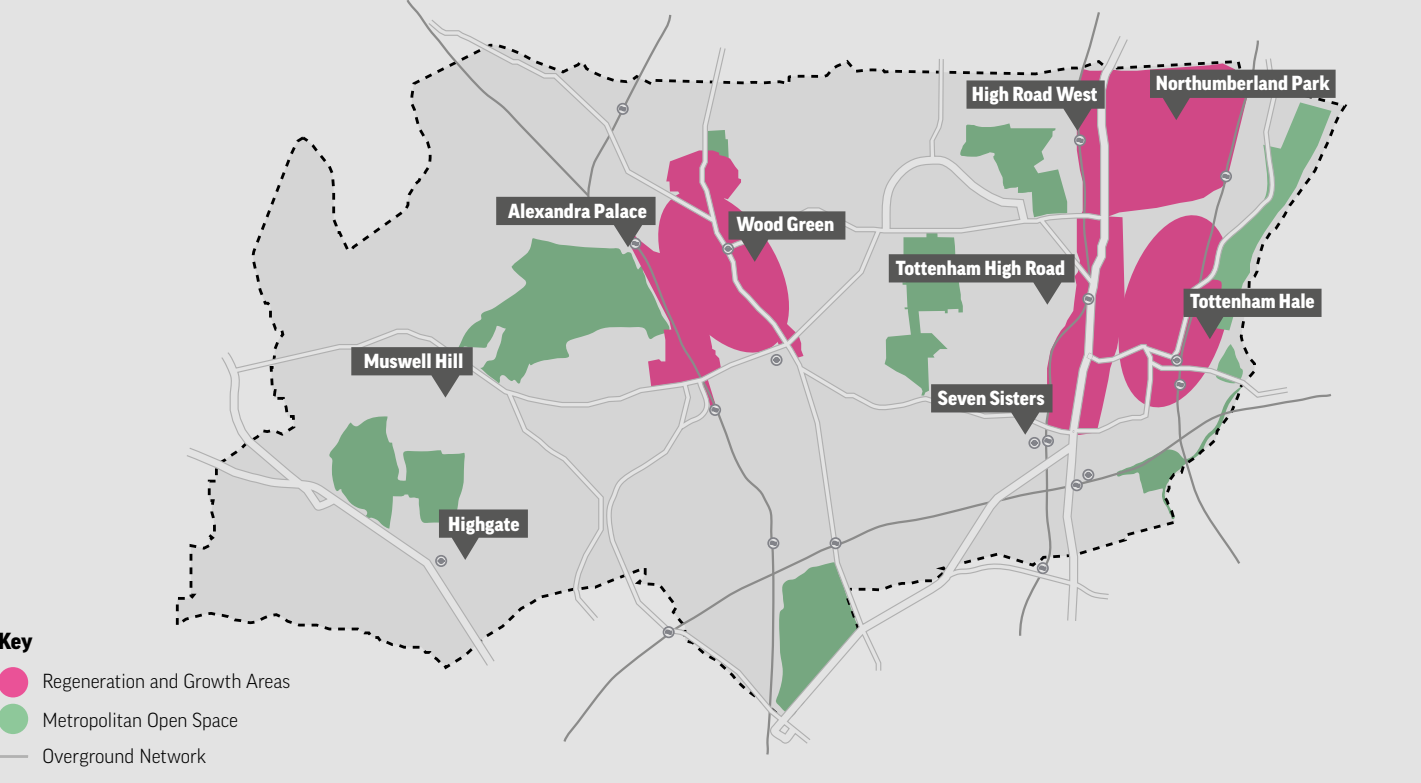 High Road West
Northumberland Park
Alexandra Palace
Wood Green
Tottenham High Road
Tottenham Hale
Muswell Hill
Seven Sisters
Highgate
Key
Regeneration and Growth Areas
Metropolitan Open Space
Overground Network